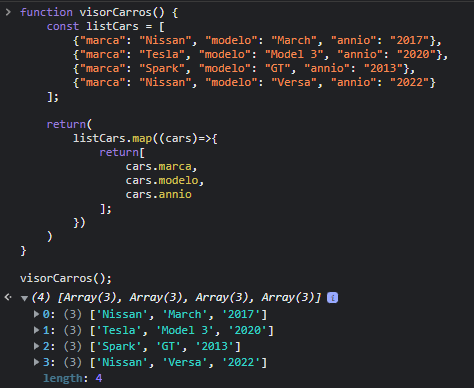 > function visorCarros() {
    const listCars = [
        {"marca": "Nissan", "modelo": "March", "annio": "2017"},
        {"marca": "Tesla", "modelo": "Model 3", "annio": "2020"},
        {"marca": "Spark", "modelo": "GT", "annio": "2013"},
        {"marca": "Nissan", "modelo": "Versa", "annio": "2022"}
    ];

    return(
        listCars.map((cars)=>{
            return[
                cars.marca,
                cars.modelo,
                cars.annio
            ];
        })
    )
}

visorCarros();
(4) [Array(3), Array(3), Array(3), Array(3)] i
0: (3) ['Nissan', 'March', '2017']
1: (3) ['Tesla', 'Model 3', '2020']
2: (3) ['Spark', 'GT', '2013']
3: (3) ['Nissan', 'Versa', '2022']
length: 4